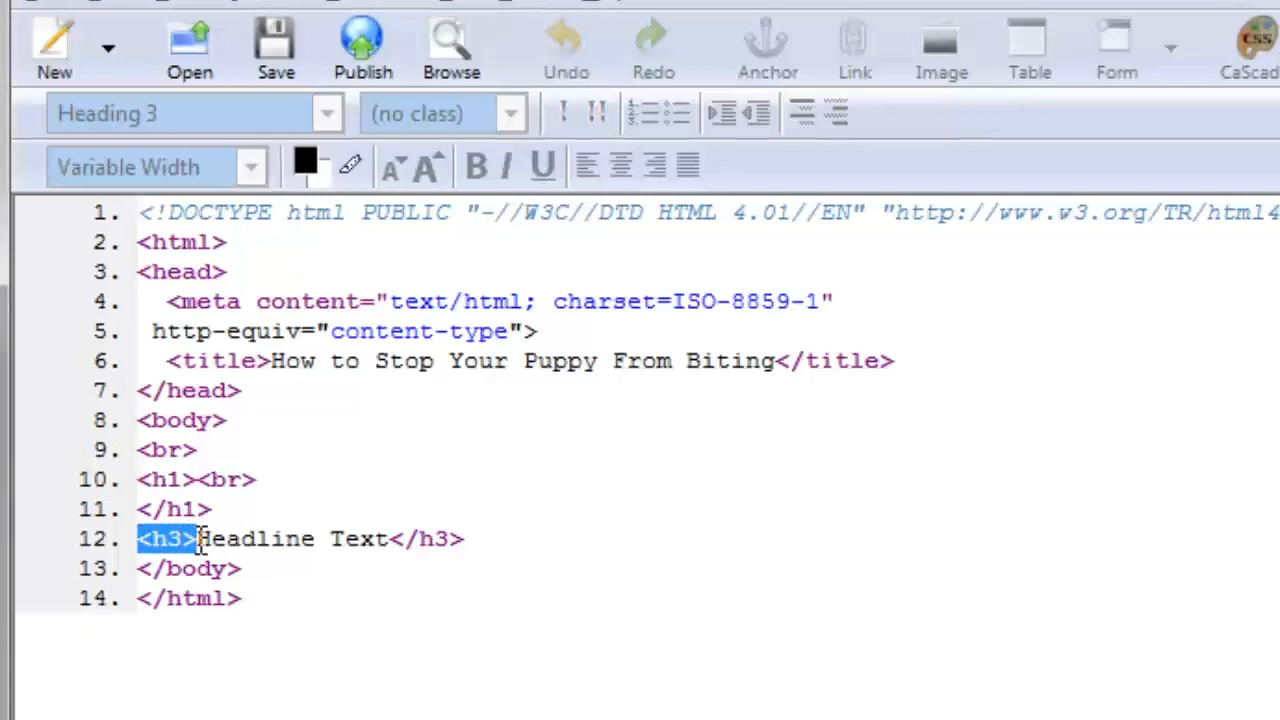 New Open Save Publish Browse Undo Redo Anchor Link Image Table Form
Heading 3 (no class)
Variable Width A A B I U
1. <!DOCTYPE html PUBLIC "-//W3C//DTD HTML 4.01//EN" "http://www.w3.org/TR/html4
2. <html>
3. <head>
4. <meta content="text/html; charset=ISO-8859-1"
5. http-equiv="content-type">
6. <title>How to Stop Your Puppy From Biting</title>
7. </head>
8. <body>
9. <br>
10. <h1><br>
11. </h1>
12. <h3>Headline Text</h3>
13. </body>
14. </html>